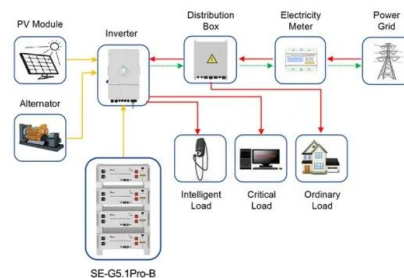 PV Module
Inverter
Distribution
Box
Electricity
Meter
Power
Grid
Alternator
Intelligent
Load
Critical
Load
Ordinary
Load
SE-G5.1Pro-B